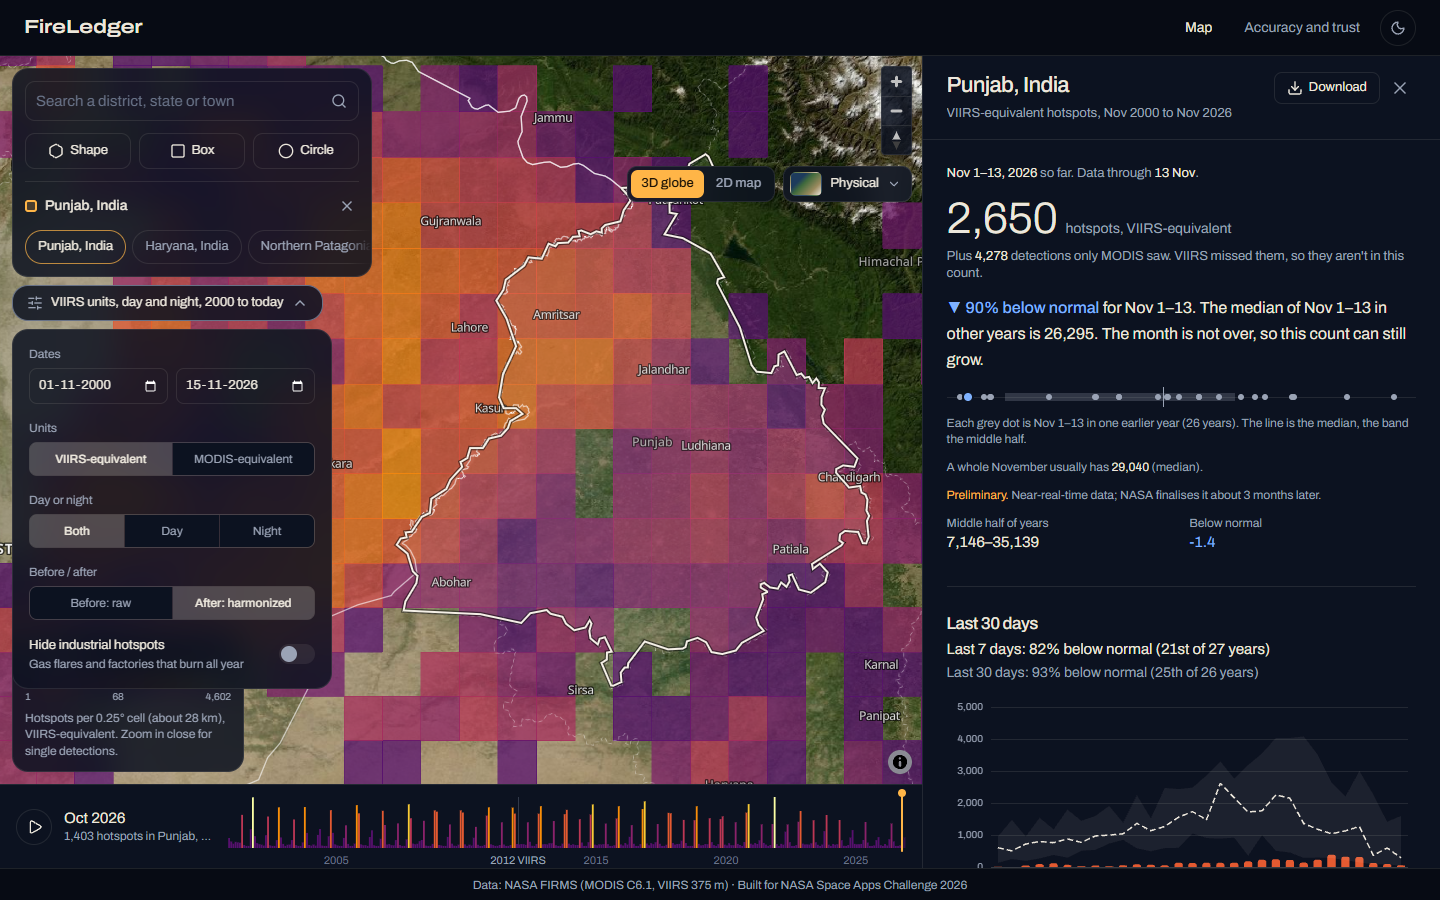 FireLedger
Map
Accuracy and trust
Search a district, state or town
Shape
Box
Circle
Punjab, India
Punjab, India
Haryana, India
Northern Patagoni
VIIRS units, day and night, 2000 to today
Dates
01-11-2000
15-11-2026
Units
VIIRS-equivalent
MODIS-equivalent
Day or night
Both
Day
Night
Before / after
Before: raw
After: harmonized
Hide industrial hotspots
Gas flares and factories that burn all year
1
68
4,602
Hotspots per 0.25° cell (about 28 km),
VIIRS-equivalent. Zoom in close for
single detections.
Jammu
3D globe
2D map
Physical
Gujranwala
Himachal P
Amritsar
Lahore
Jalandhar
Kasur
Punjab
Ludhiana
kara
Chandigarh
Patiala
Abohar
Karnal
Sirsa
Panipat
Oct 2026
1,403 hotspots in Punjab, ...
2005
2012 VIIRS
2015
2020
2025
Punjab, India
Download
VIIRS-equivalent hotspots, Nov 2000 to Nov 2026
Nov 1–13, 2026 so far. Data through 13 Nov.
2,650 hotspots, VIIRS-equivalent
Plus 4,278 detections only MODIS saw. VIIRS missed them, so they aren't in this
count.
▼ 90% below normal for Nov 1–13. The median of Nov 1–13 in
other years is 26,295. The month is not over, so this count can still
grow.
Each grey dot is Nov 1–13 in one earlier year (26 years). The line is the median, the band
the middle half.
A whole November usually has 29,040 (median).
Preliminary. Near-real-time data; NASA finalises it about 3 months later.
Middle half of years
Below normal
7,146–35,139
-1.4
Last 30 days
Last 7 days: 82% below normal (21st of 27 years)
Last 30 days: 93% below normal (25th of 26 years)
5,000
4,000
3,000
2,000
1,000
0
Data: NASA FIRMS (MODIS C6.1, VIIRS 375 m) · Built for NASA Space Apps Challenge 2026